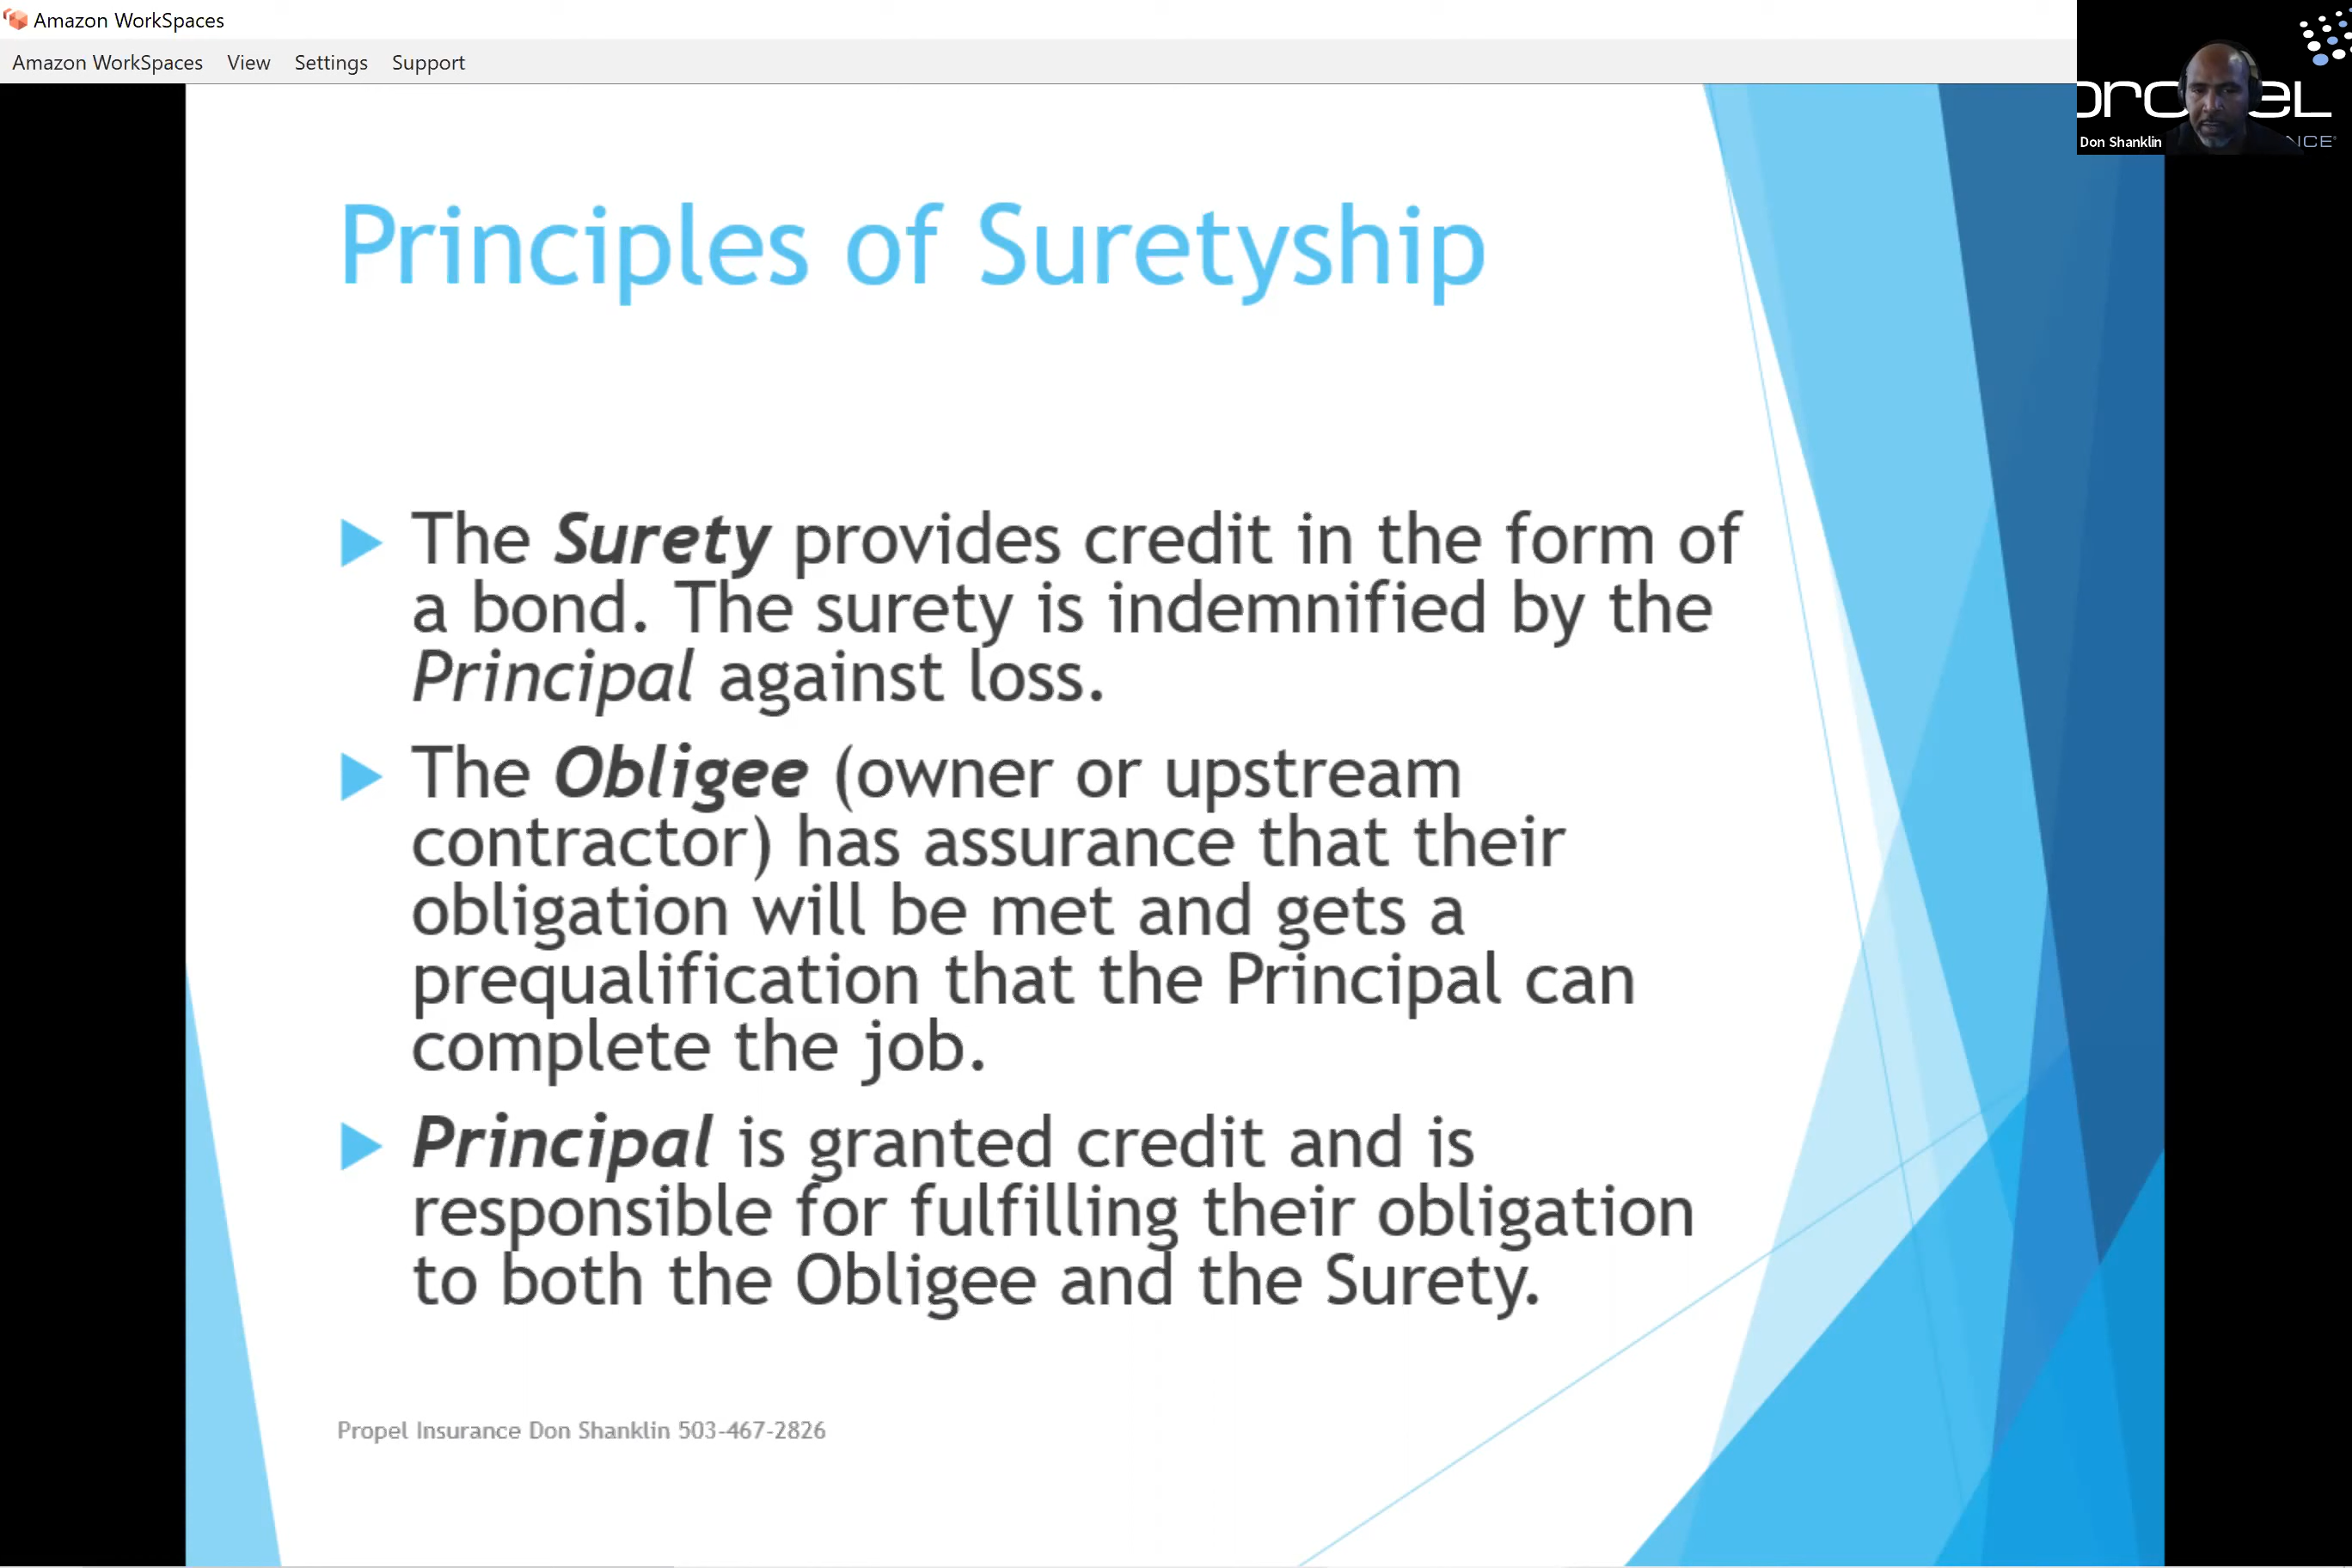 Amazon WorkSpaces
Amazon WorkSpaces View Settings Support
Don Shanklin
Principles of Suretyship
The Surety provides credit in the form of
a bond. The surety is indemnified by the
Principal against loss.
The Obligee (owner or upstream
contractor) has assurance that their
obligation will be met and gets a
prequalification that the Principal can
complete the job.
Principal is granted credit and is
responsible for fulfilling their obligation
to both the Obligee and the Surety.
Propel Insurance Don Shanklin 503-467-2826